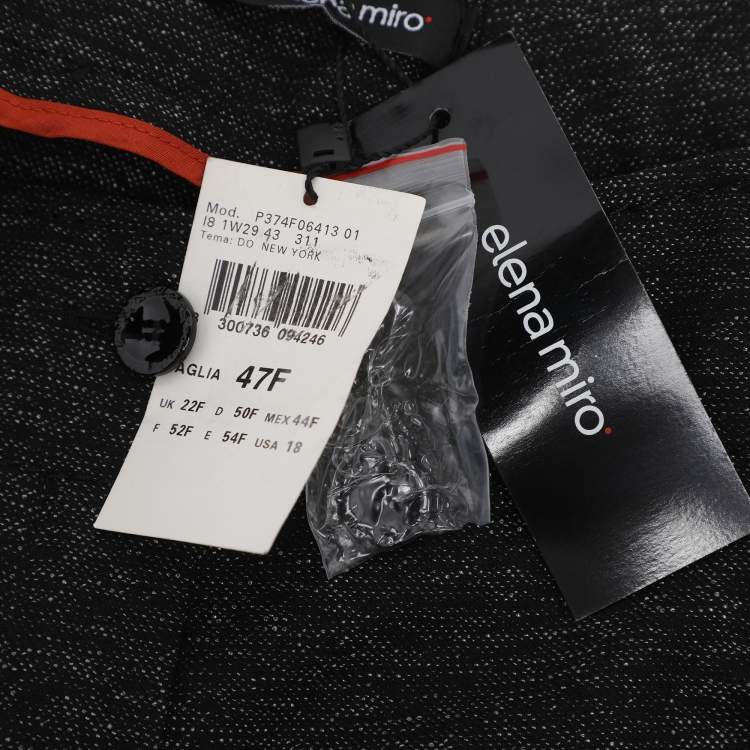 miro
Mod. P374F06413 01
I8 1W29 43 311
Tema: DO NEW YORK
300736 094246
AGLIA 47F
UK 22F D 50F MEX 44F
F 52F E 54F USA 18
elena miro